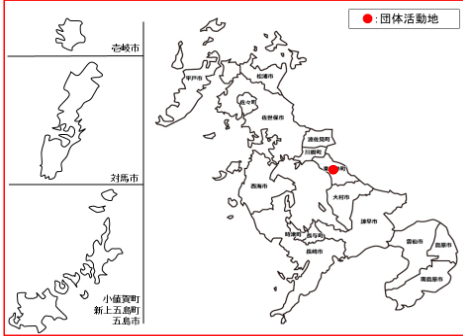 ●:団体活動地
壱岐市
対馬市
小値賀町
新上五島町
五島市
平戸市
松浦市
佐々町
佐世保市
波佐見町
川棚町
西海市
大村市
諫早市
時津町
長与町
長崎市
雲仙市
島原市
南島原市